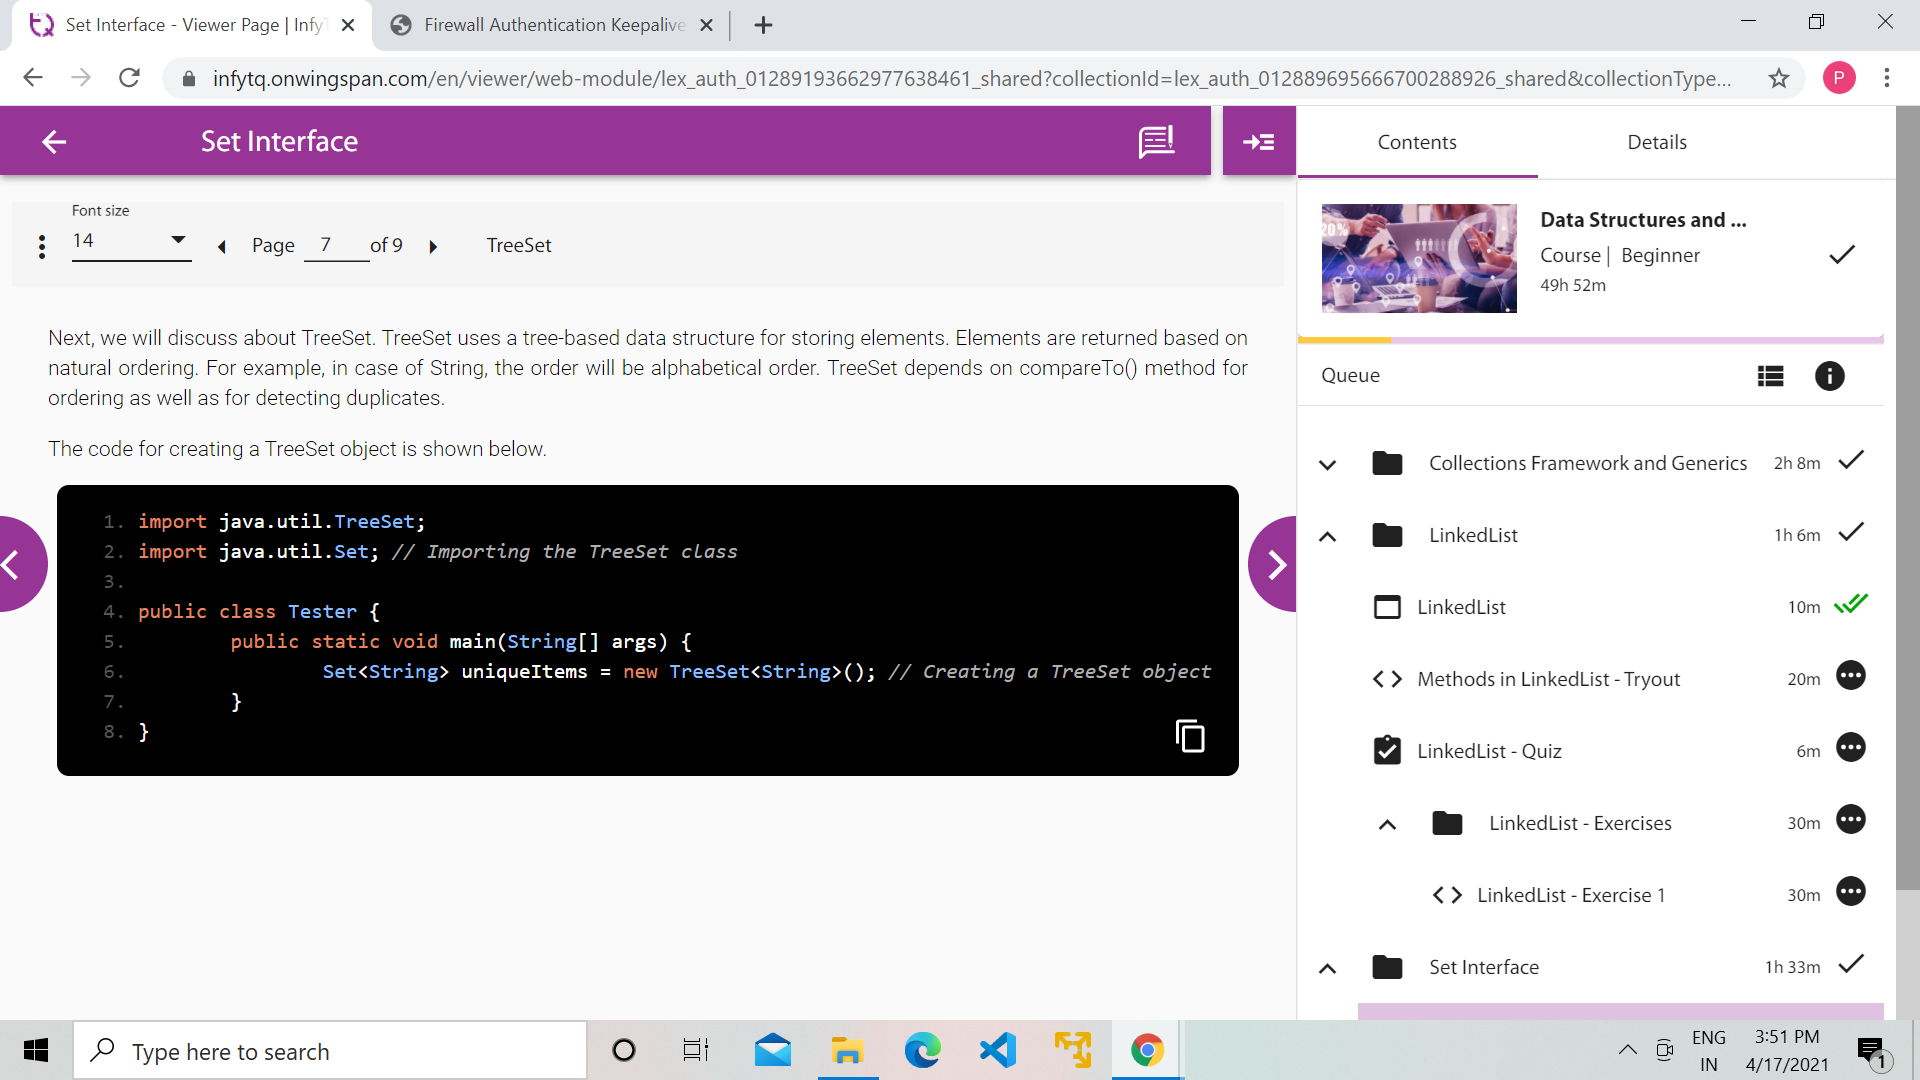 Set Interface - Viewer Page | Infy
Firewall Authentication Keepalive
infytq.onwingspan.com/en/viewer/web-module/lex_auth_01289193662977638461_shared?collectionId=lex_auth_012889695666700288926_shared&collectionType...
P
Set Interface
Contents
Details
Font size
14
Page 7 of 9
TreeSet
20%
Data Structures and ...
Course | Beginner
49h 52m
Next, we will discuss about TreeSet. TreeSet uses a tree-based data structure for storing elements. Elements are returned based on
natural ordering. For example, in case of String, the order will be alphabetical order. TreeSet depends on compareTo() method for
ordering as well as for detecting duplicates.
The code for creating a TreeSet object is shown below.
1. import java.util.TreeSet;
2. import java.util.Set; // Importing the TreeSet class
3.
4. public class Tester {
5. public static void main(String[] args) {
6. Set<String> uniqueItems = new TreeSet<String>(); // Creating a TreeSet object
7. }
8. }
Queue
Collections Framework and Generics 2h 8m
LinkedList 1h 6m
LinkedList 10m
Methods in LinkedList - Tryout 20m
LinkedList - Quiz 6m
LinkedList - Exercises 30m
LinkedList - Exercise 1 30m
Set Interface 1h 33m
Type here to search
ENG
IN
3:51 PM
4/17/2021
1